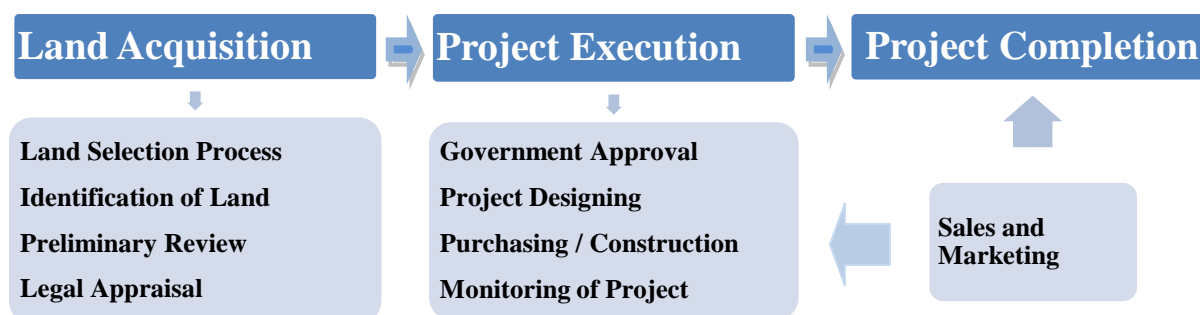 Land Acquisition
Project Execution
Project Completion
Land Selection Process
Identification of Land
Preliminary Review
Legal Appraisal
Government Approval
Project Designing
Purchasing / Construction
Monitoring of Project
Sales and
Marketing